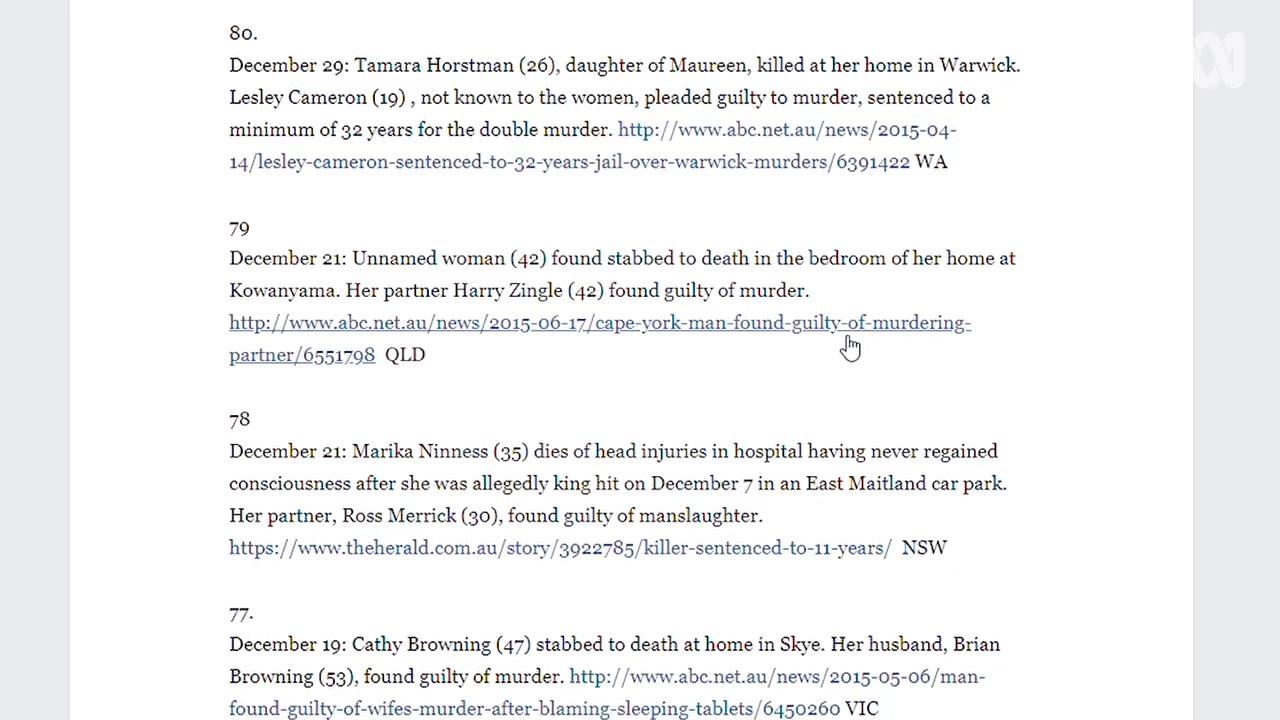 80.
December 29: Tamara Horstman (26), daughter of Maureen, killed at her home in Warwick.
Lesley Cameron (19) , not known to the women, pleaded guilty to murder, sentenced to a
minimum of 32 years for the double murder. http://www.abc.net.au/news/2015-04-
14/lesley-cameron-sentenced-to-32-years-jail-over-warwick-murders/6391422 WA
79
December 21: Unnamed woman (42) found stabbed to death in the bedroom of her home at
Kowanyama. Her partner Harry Zingle (42) found guilty of murder.
http://www.abc.net.au/news/2015-06-17/cape-york-man-found-guilty-of-murdering-
partner/6551798 QLD
78
December 21: Marika Ninness (35) dies of head injuries in hospital having never regained
consciousness after she was allegedly king hit on December 7 in an East Maitland car park.
Her partner, Ross Merrick (30), found guilty of manslaughter.
https://www.theherald.com.au/story/3922785/killer-sentenced-to-11-years/ NSW
77.
December 19: Cathy Browning (47) stabbed to death at home in Skye. Her husband, Brian
Browning (53), found guilty of murder. http://www.abc.net.au/news/2015-05-06/man-
found-guilty-of-wifes-murder-after-blaming-sleeping-tablets/6450260 VIC